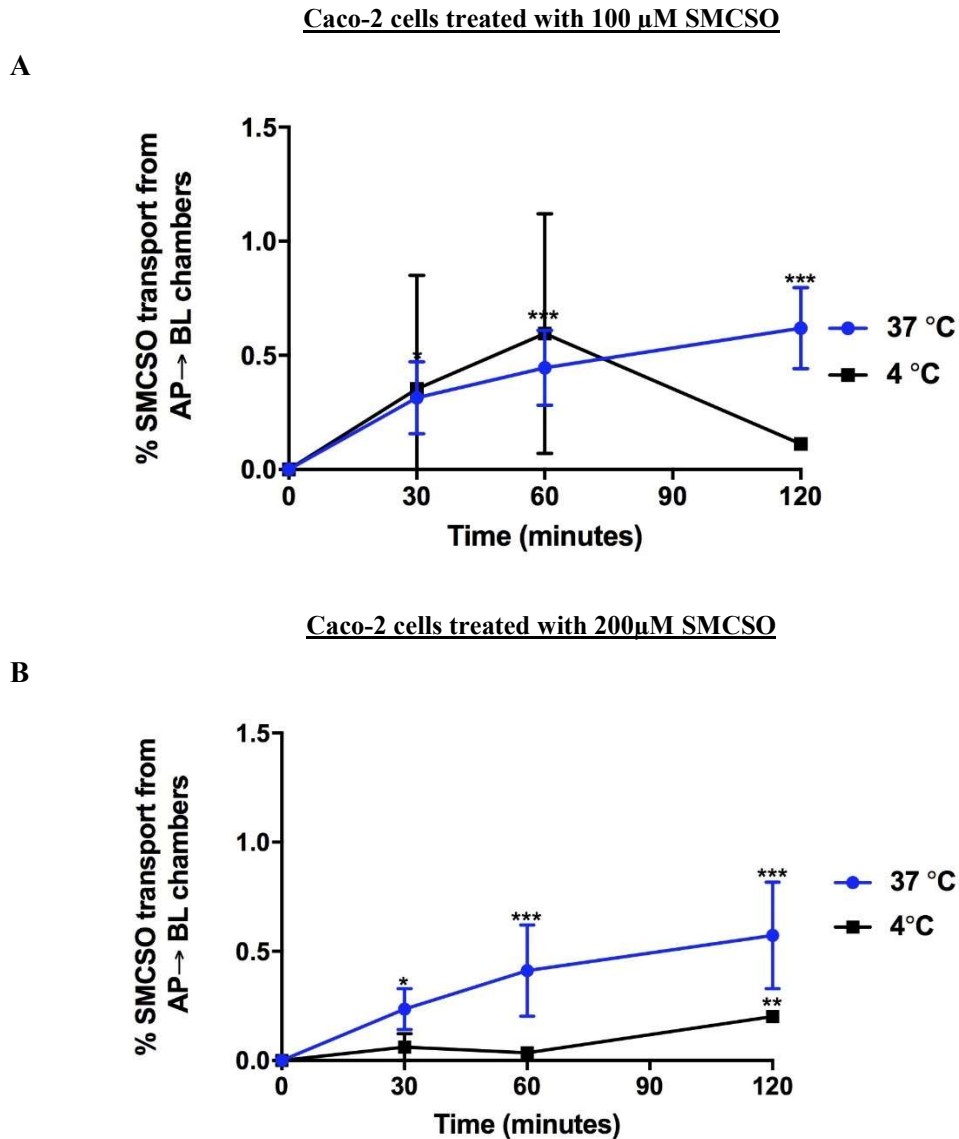 Caco-2 cells treated with 100 µM SMCSO
A
% SMCSO transport from
AP→ BL chambers
1.5
1.0
0.5
0.0
*
***
***
0
30
60
90
120
Time (minutes)
37 °C
4 °C
Caco-2 cells treated with 200µM SMCSO
B
% SMCSO transport from
AP→ BL chambers
1.5
1.0
0.5
0.0
*
***
***
**
0
30
60
90
120
Time (minutes)
37 °C
4°C